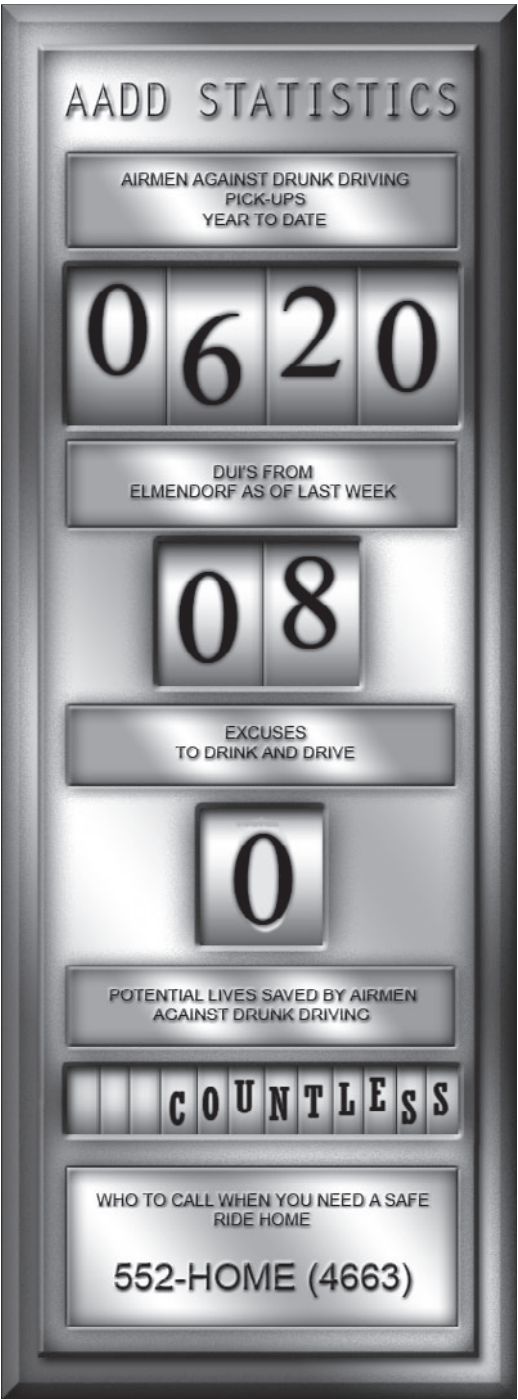 AADD STATISTICS
AIRMEN AGAINST DRUNK DRIVING
PICK-UPS
YEAR TO DATE
0620
DUI'S FROM
ELMENDORF AS OF LAST WEEK
08
EXCUSES
TO DRINK AND DRIVE
0
POTENTIAL LIVES SAVED BY AIRMEN
AGAINST DRUNK DRIVING
COUNTLESS
WHO TO CALL WHEN YOU NEED A SAFE
RIDE HOME
552-HOME (4663)